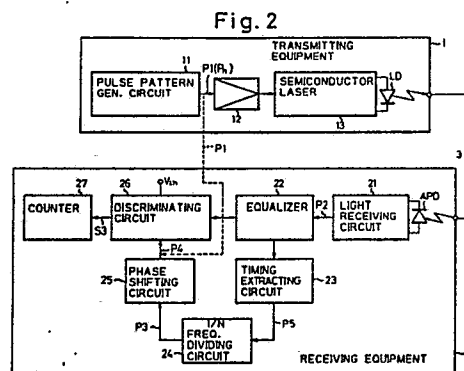 Fig. 2
TRANSMITTING EQUIPMENT
1
11
PULSE PATTERN GEN. CIRCUIT
P1(Pn)
12
SEMICONDUCTOR LASER
13
LD
P1
3
27
COUNTER
S3
26
Vth
DISCRIMINATING CIRCUIT
22
EQUALIZER
P2
21
LIGHT RECEIVING CIRCUIT
APD
P4
PHASE SHIFTING CIRCUIT
25
TIMING EXTRACTING CIRCUIT
23
P3
1/N FREQ. DIVIDING CIRCUIT
24
P5
RECEIVING EQUIPMENT